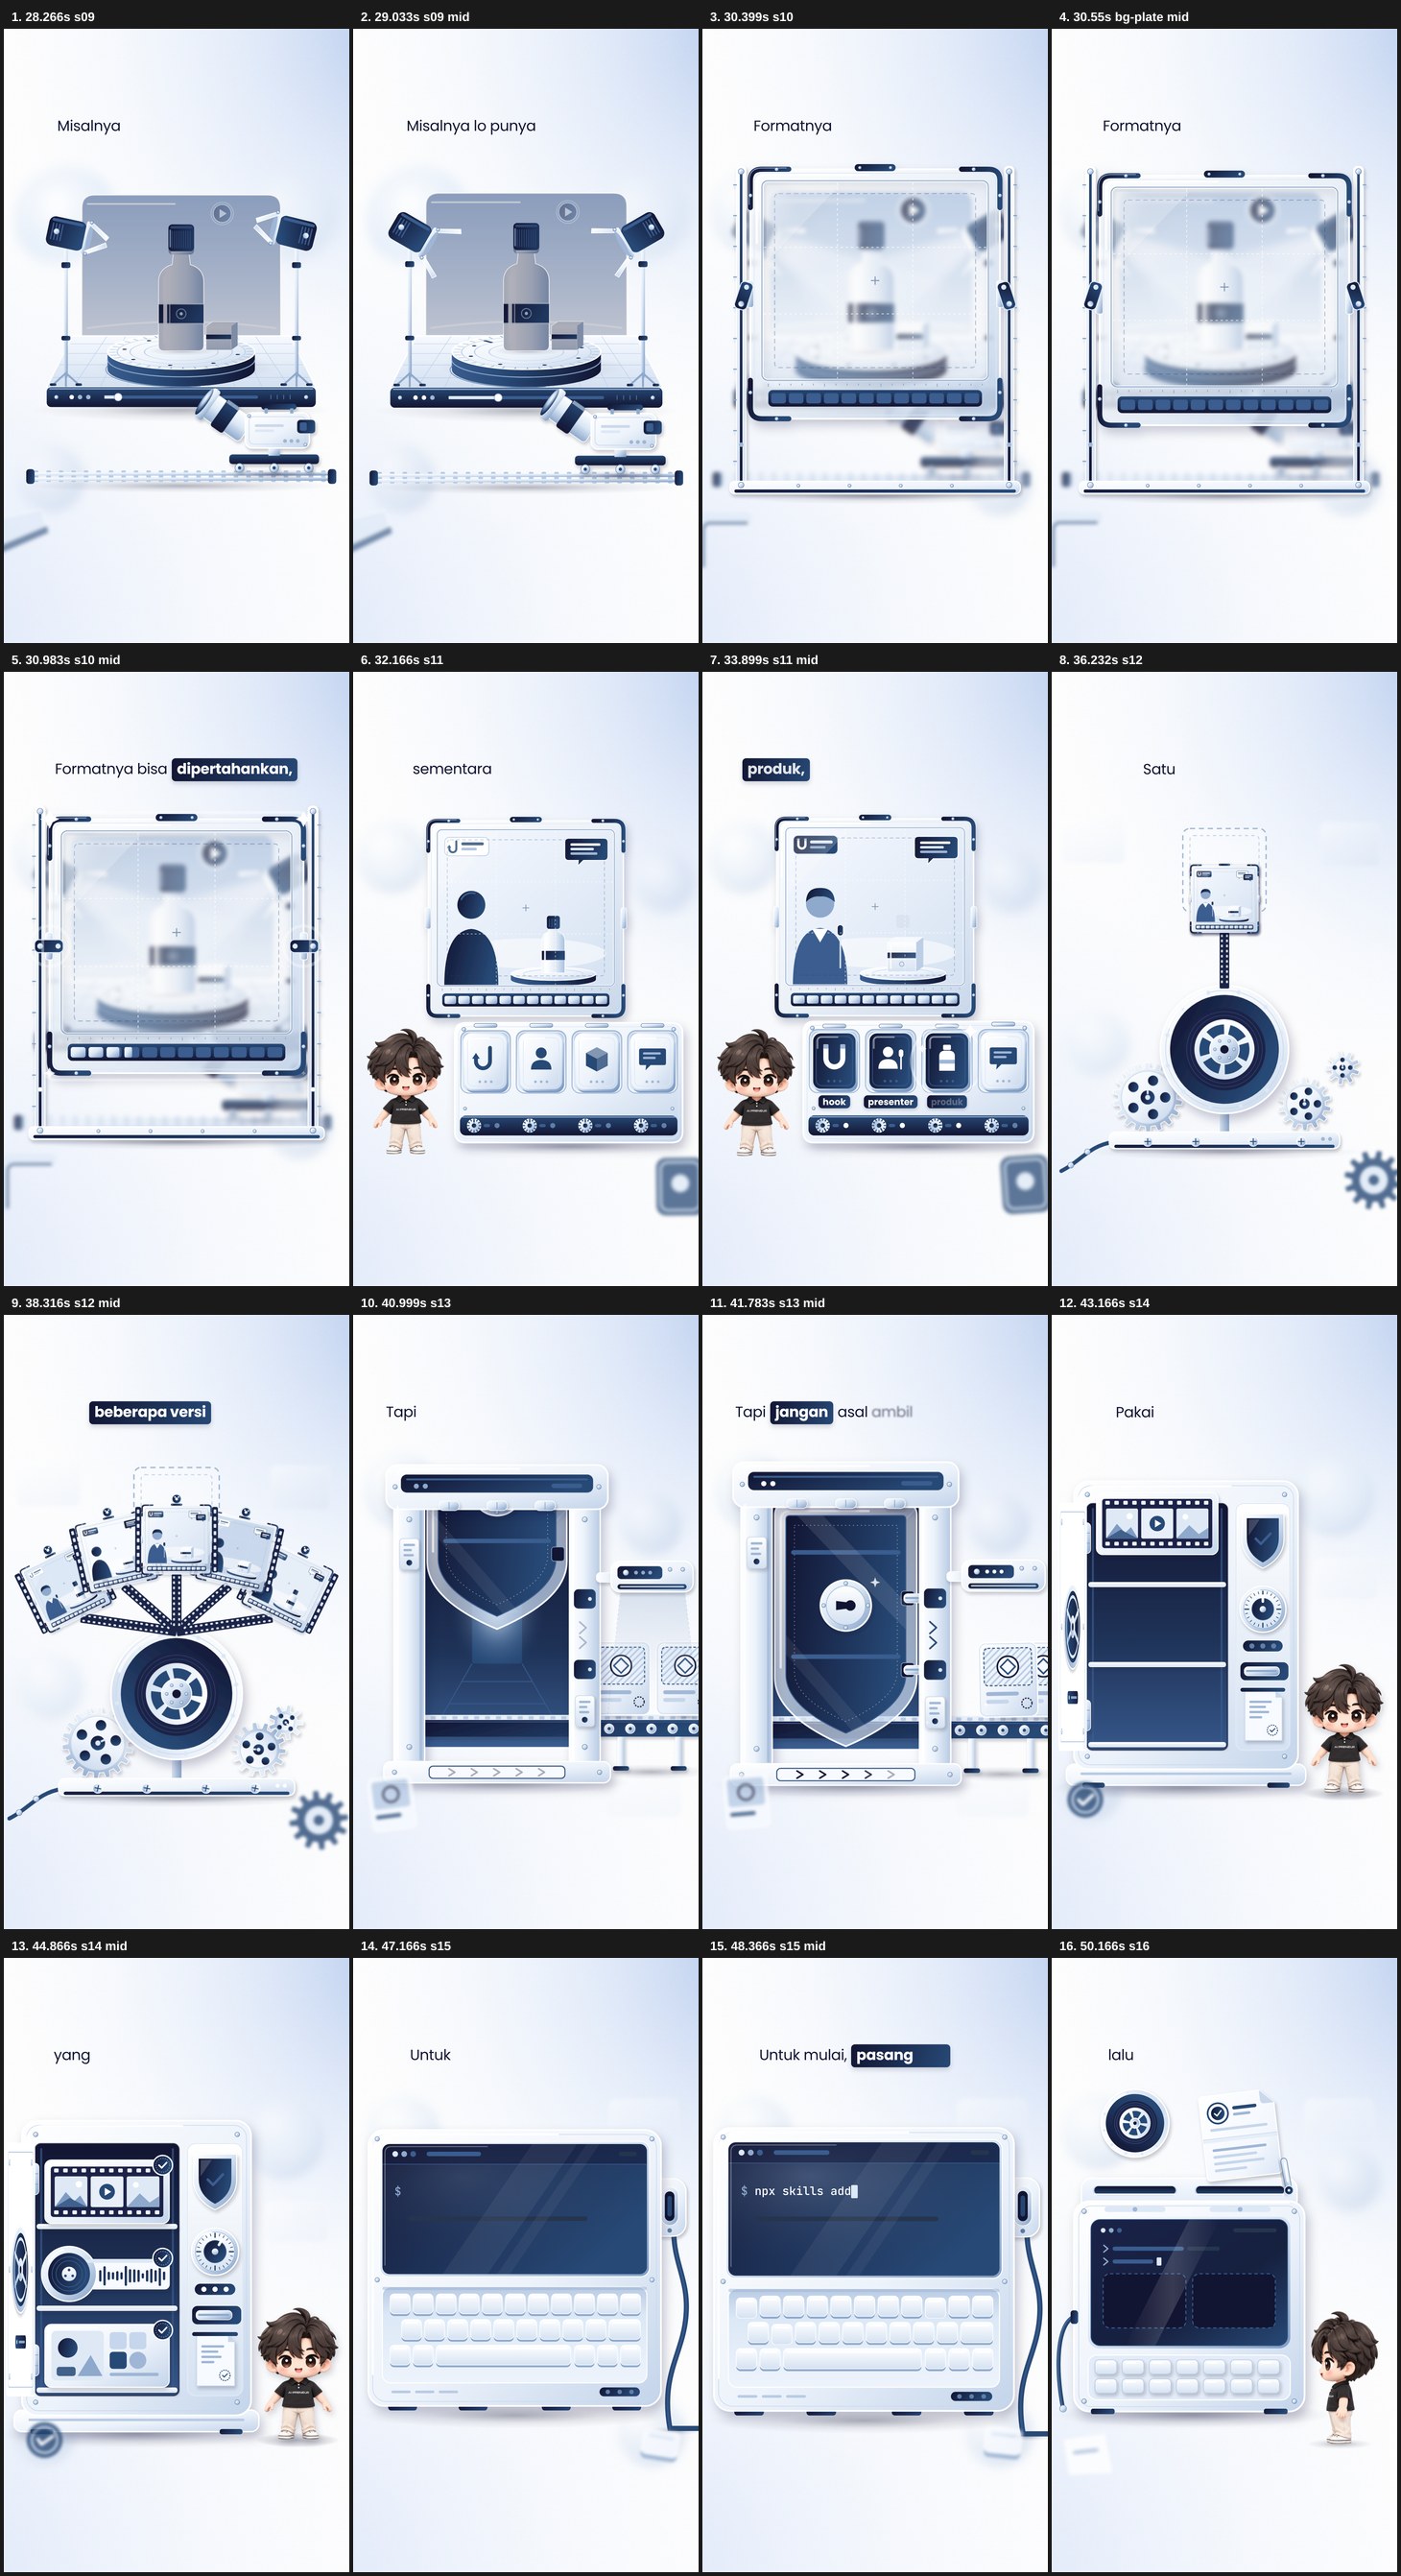 1. 28.266s s09
2. 29.033s s09 mid
3. 30.399s s10
4. 30.55s bg-plate mid
Misalnya
Misalnya lo punya
Formatnya
Formatnya
5. 30.983s s10 mid
6. 32.166s s11
7. 33.899s s11 mid
8. 36.232s s12
Formatnya bisa dipertahankan,
sementara
produk,
Satu
hook
presenter
produk
9. 38.316s s12 mid
10. 40.999s s13
11. 41.783s s13 mid
12. 43.166s s14
beberapa versi
Tapi
Tapi jangan asal ambil
Pakai
13. 44.866s s14 mid
14. 47.166s s15
15. 48.366s s15 mid
16. 50.166s s16
yang
Untuk
Untuk mulai, pasang
lalu
$
$ npx skills add